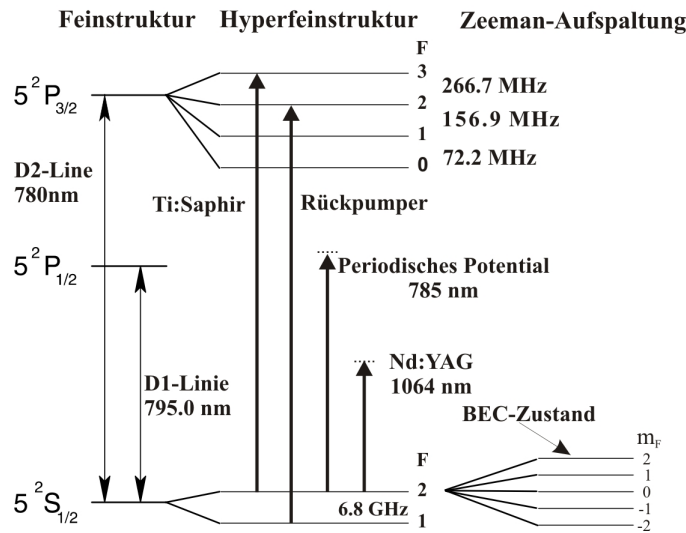 Feinstruktur Hyperfeinstruktur Zeeman-Aufspaltung
F
5 ²P₃/₂
3
266.7 MHz
2
156.9 MHz
1
72.2 MHz
0
D2-Line
780nm
Ti:Saphir
Rückpumper
5 ²P₁/₂
Periodisches Potential
785 nm
D1-Linie
795.0 nm
Nd:YAG
1064 nm
BEC-Zustand
F
5 ²S₁/₂
2
6.8 GHz
1
m_F
2
1
0
-1
-2